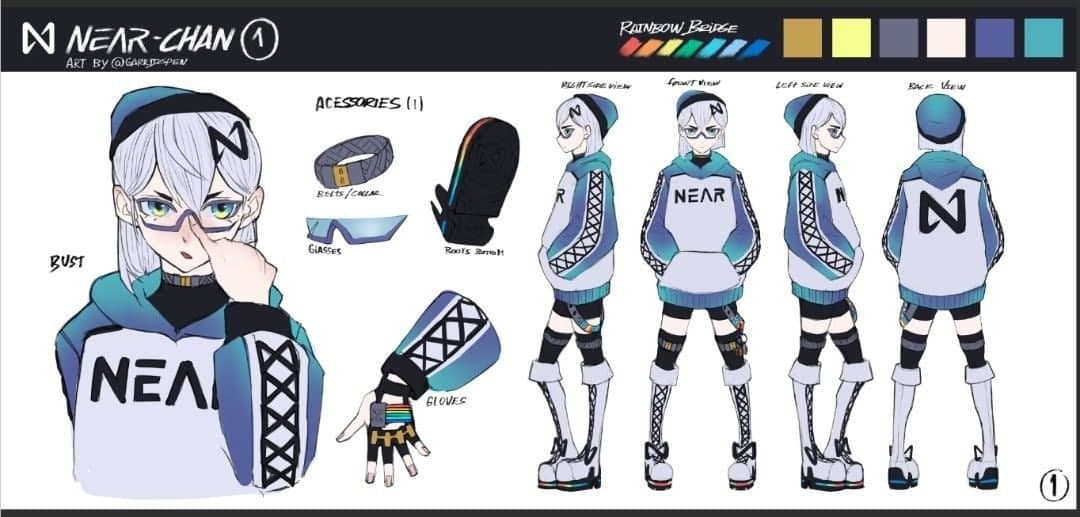 NEAR-CHAN 1
ART BY @GARRISPEN
RAINBOW BRIDGE
ACESSORIES (1)
BELTS/COLLAR
GLASSES
BOOTS BOTTOM
GLOVES
BUST
NEAR
RIGHT SIDE VIEW
FRONT VIEW
LEFT SIDE VIEW
BACK VIEW
NEAR
1